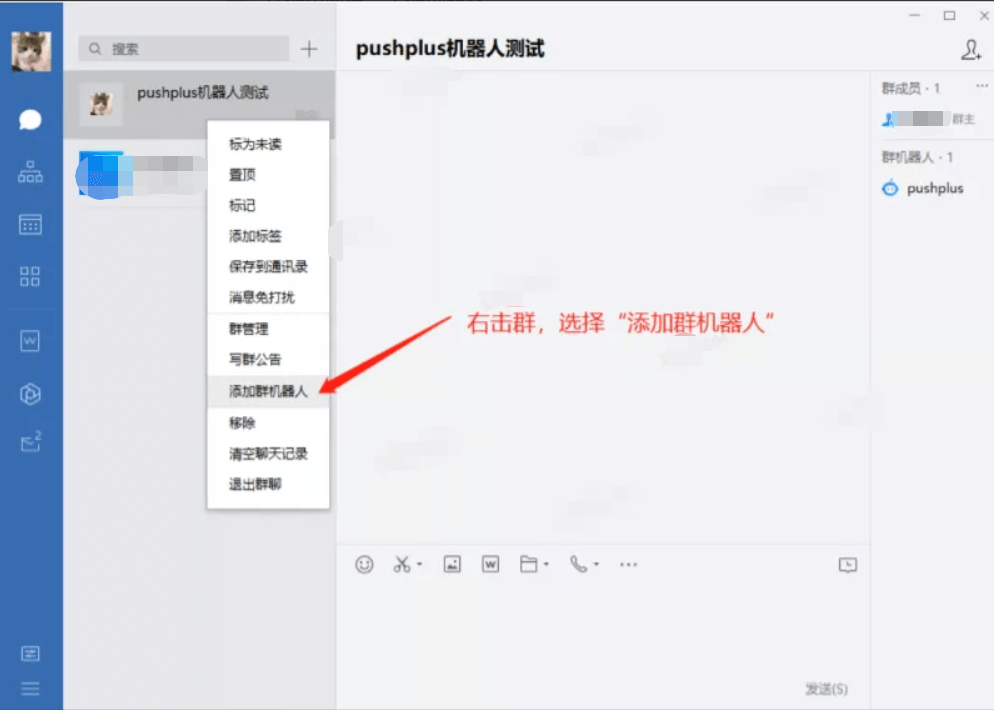 搜索
pushplus机器人测试
pushplus机器人测试
标为未读
置顶
标记
添加标签
保存到通讯录
消息免打扰
群管理
写群公告
添加群机器人
移除
清空聊天记录
退出群聊
右击群，选择“添加群机器人”
群成员 · 1
群主
群机器人 · 1
pushplus
W
2
W
发送(S)